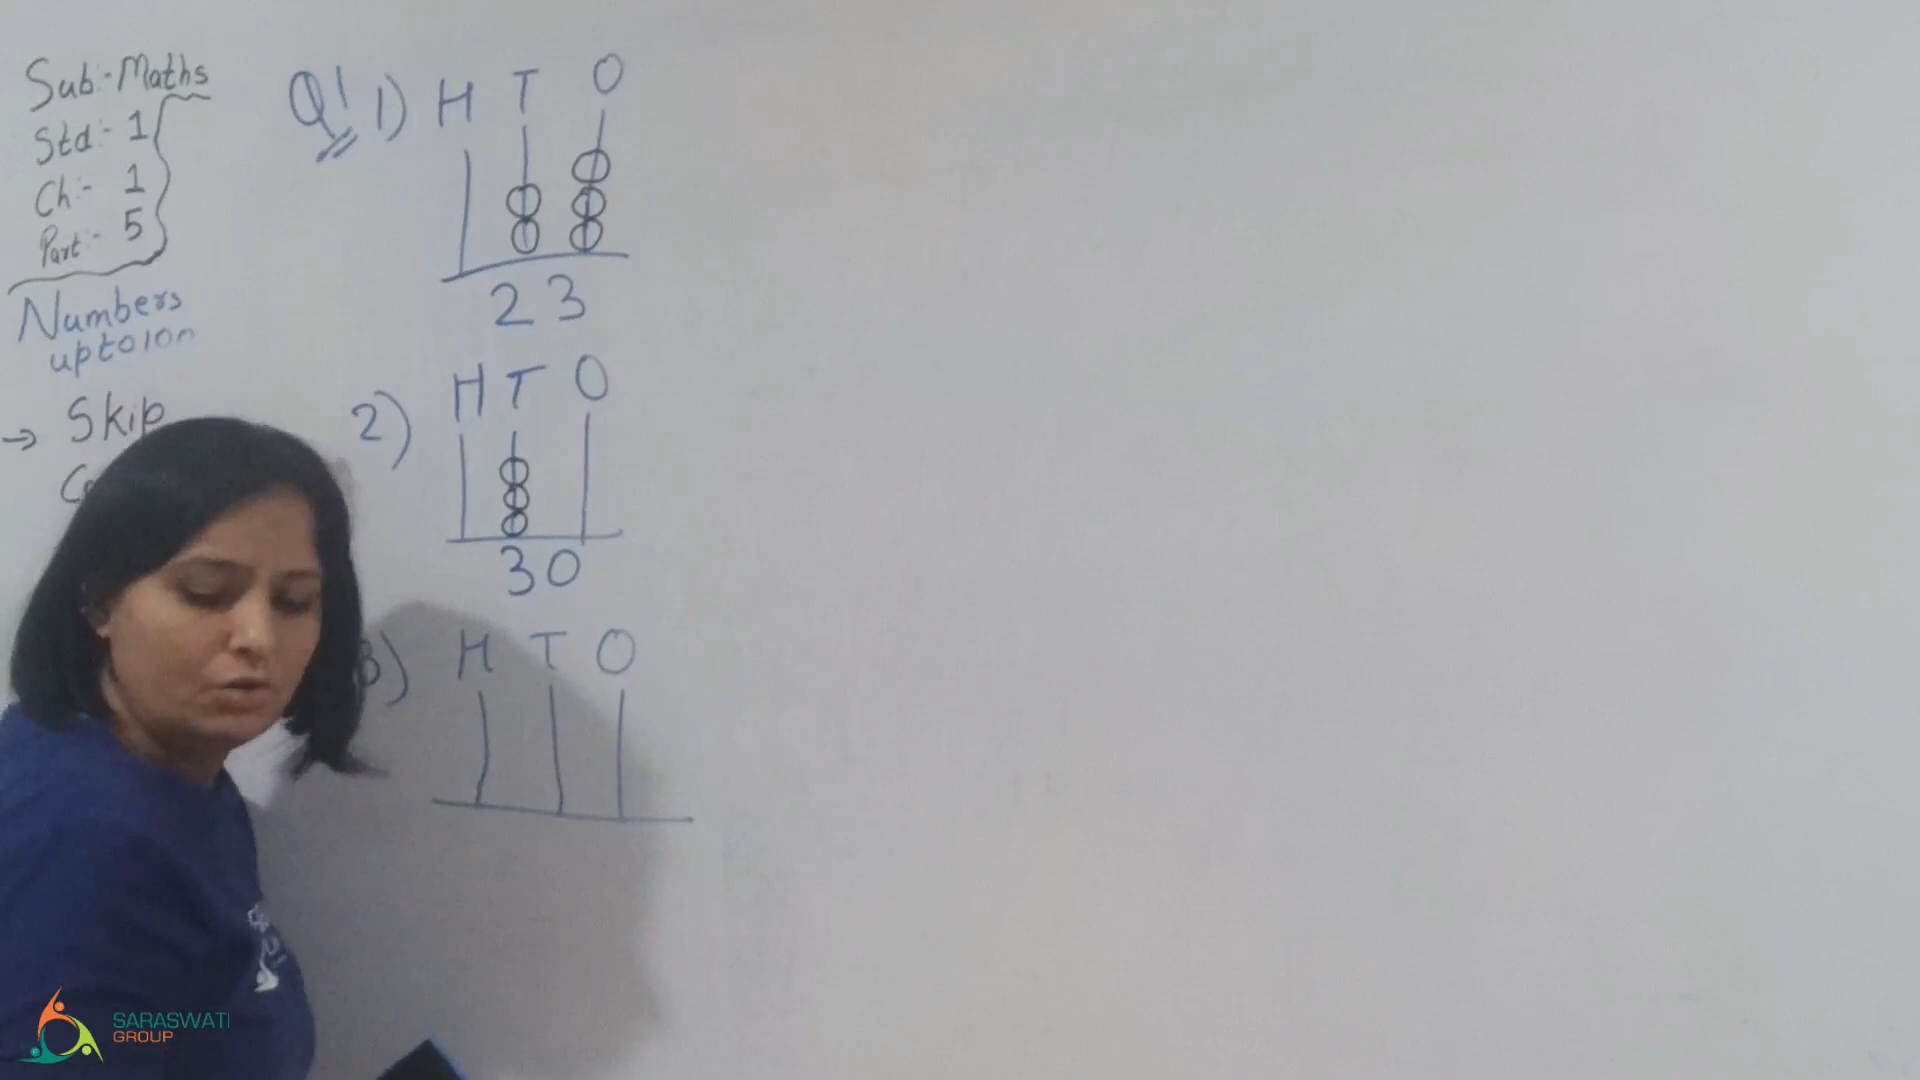 Sub:- Maths
Std:- 1
Ch:- 1
Part:- 5
Numbers
upto 100
→ Skip
Q1 1) H T O
23
2) H T O
30
3) H T O
SARASWATI
GROUP